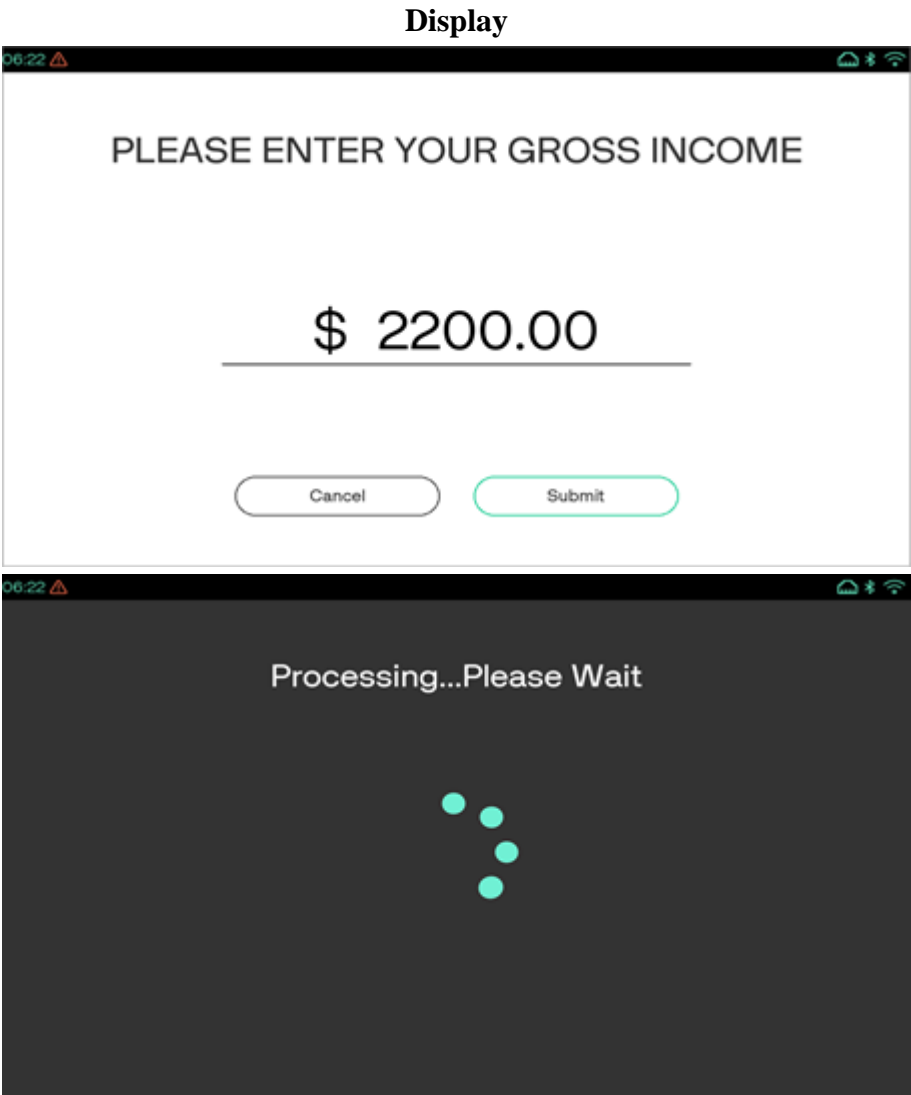 Display
06:22
PLEASE ENTER YOUR GROSS INCOME
$ 2200.00
Cancel Submit
06:22
Processing...Please Wait